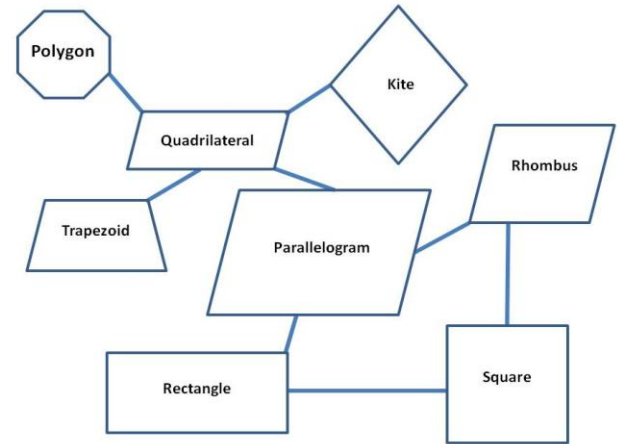 Polygon
Kite
Quadrilateral
Rhombus
Trapezoid
Parallelogram
Rectangle
Square